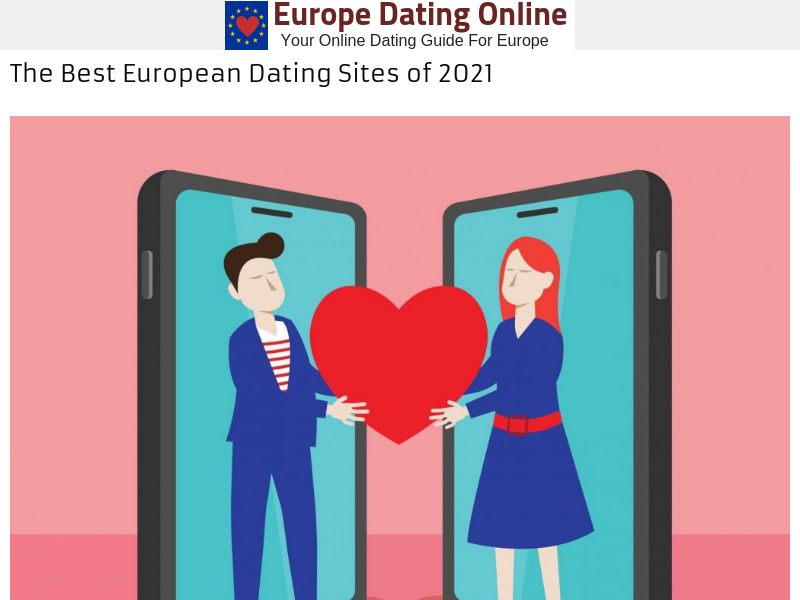 Europe Dating Online
Your Online Dating Guide For Europe
The Best European Dating Sites of 2021